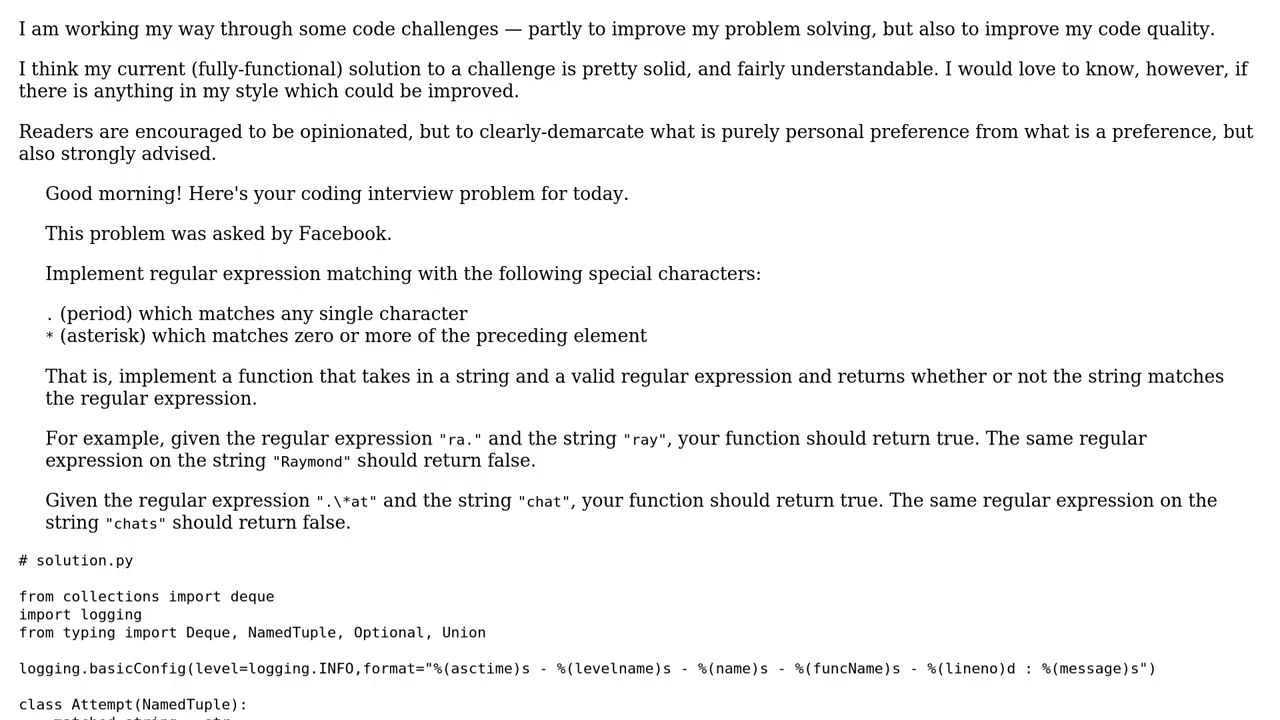 I am working my way through some code challenges — partly to improve my problem solving, but also to improve my code quality.
I think my current (fully-functional) solution to a challenge is pretty solid, and fairly understandable. I would love to know, however, if
there is anything in my style which could be improved.
Readers are encouraged to be opinionated, but to clearly-demarcate what is purely personal preference from what is a preference, but
also strongly advised.
Good morning! Here's your coding interview problem for today.
This problem was asked by Facebook.
Implement regular expression matching with the following special characters:
. (period) which matches any single character
* (asterisk) which matches zero or more of the preceding element
That is, implement a function that takes in a string and a valid regular expression and returns whether or not the string matches
the regular expression.
For example, given the regular expression "ra." and the string "ray", your function should return true. The same regular
expression on the string "Raymond" should return false.
Given the regular expression ".\*at" and the string "chat", your function should return true. The same regular expression on the
string "chats" should return false.
# solution.py
from collections import deque
import logging
from typing import Deque, NamedTuple, Optional, Union
logging.basicConfig(level=logging.INFO,format="%(asctime)s - %(levelname)s - %(name)s - %(funcName)s - %(lineno)d : %(message)s")
class Attempt(NamedTuple):